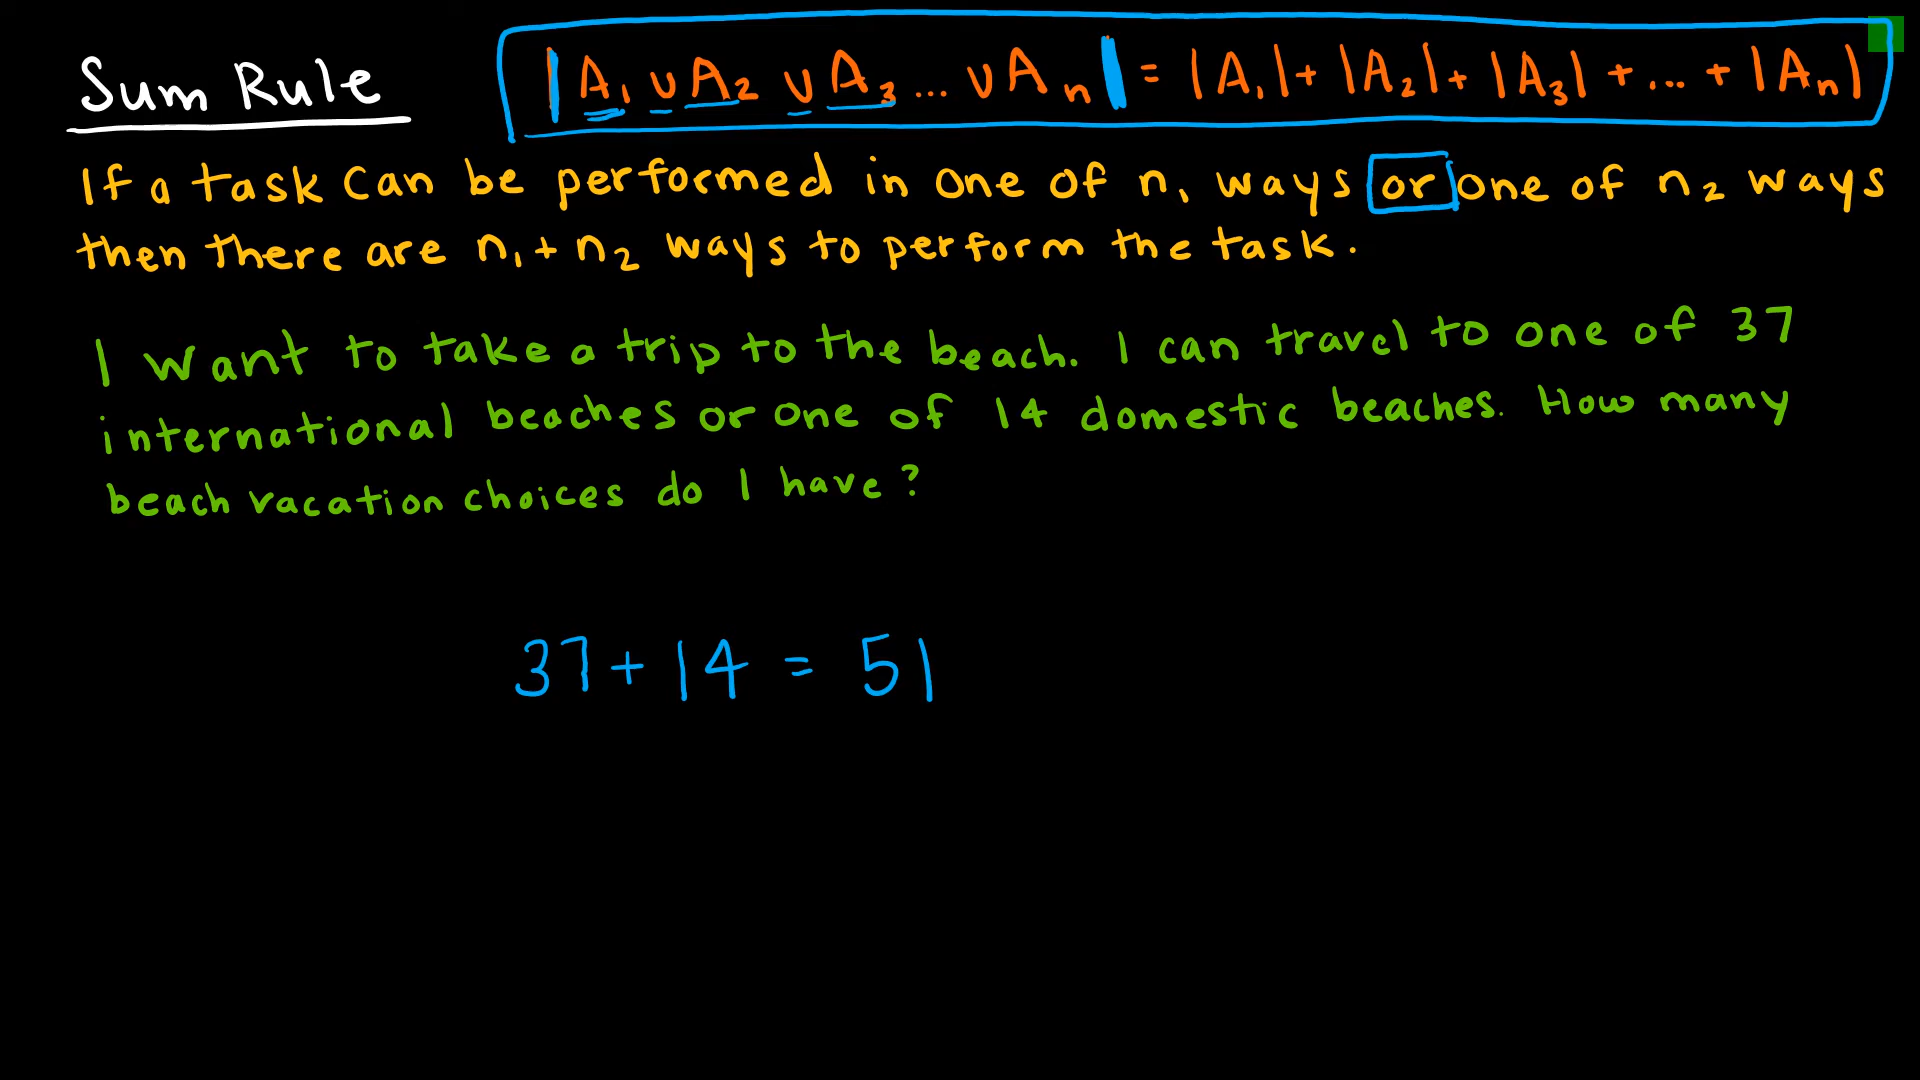 Sum Rule
|A₁ ∪ A₂ ∪ A₃ ... ∪ Aₙ| = |A₁| + |A₂| + |A₃| + ... + |Aₙ|
If a task can be performed in one of n₁ ways or one of n₂ ways
then there are n₁ + n₂ ways to perform the task.
I want to take a trip to the beach. I can travel to one of 37
international beaches or one of 14 domestic beaches. How many
beach vacation choices do I have?
37 + 14 = 51